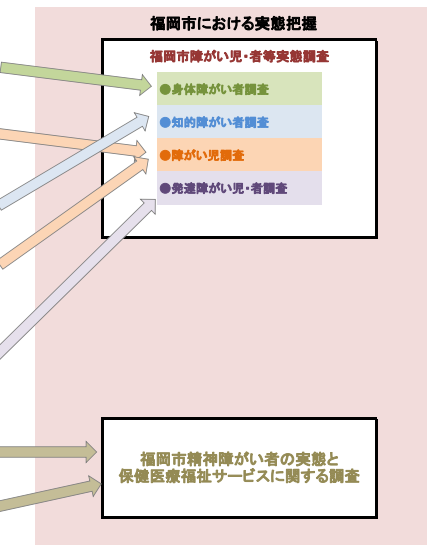 福岡市における実態把握
福岡市障がい児・者等実態調査
●身体障がい者調査
●知的障がい者調査
●障がい児調査
●発達障がい児・者調査
福岡市精神障がい者の実態と
保健医療福祉サービスに関する調査